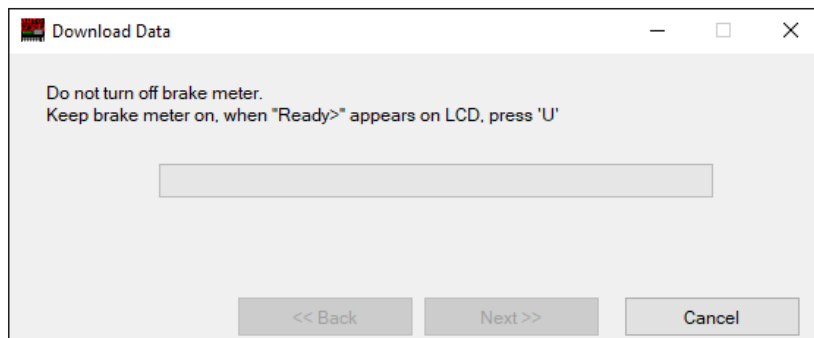 Download Data
Do not turn off brake meter.
Keep brake meter on, when "Ready>" appears on LCD, press 'U'
<< Back
Next >>
Cancel